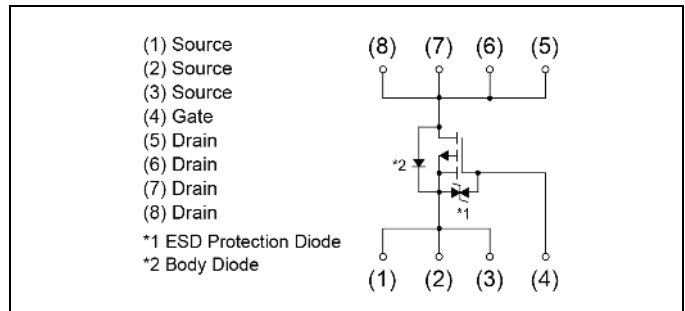 (1) Source
(2) Source
(3) Source
(4) Gate
(5) Drain
(6) Drain
(7) Drain
(8) Drain
*1 ESD Protection Diode
*2 Body Diode
(8) (7) (6) (5)
*2
*1
(1) (2) (3) (4)